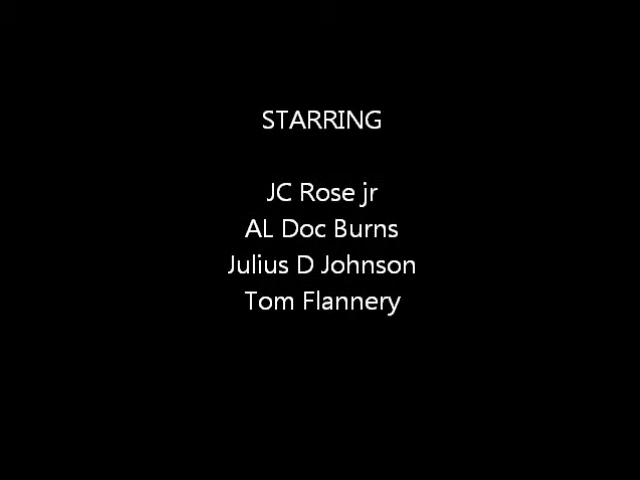 STARRING
JC Rose jr
AL Doc Burns
Julius D Johnson
Tom Flannery